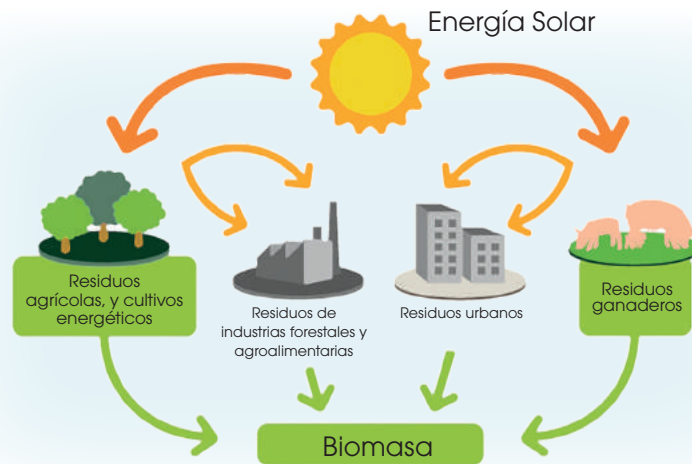 Energía Solar
Residuos
agrícolas, y cultivos
energéticos
Residuos de
industrias forestales y
agroalimentarias
Residuos urbanos
Residuos
ganaderos
Biomasa